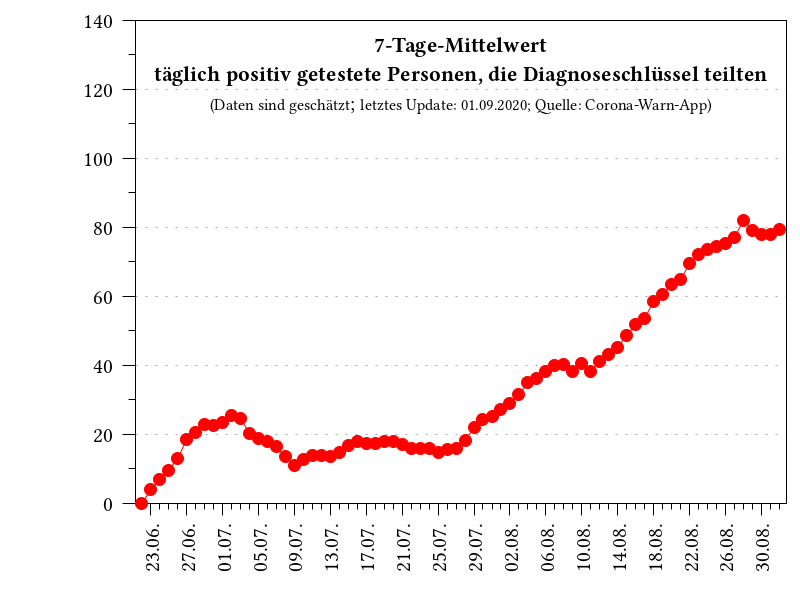 7-Tage-Mittelwert
täglich positiv getestete Personen, die Diagnoseschlüssel teilten
(Daten sind geschätzt; letztes Update: 01.09.2020; Quelle: Corona-Warn-App)
140
120
100
80
60
40
20
0
23.06. 27.06. 01.07. 05.07. 09.07. 13.07. 17.07. 21.07. 25.07. 29.07. 02.08. 06.08. 10.08. 14.08. 18.08. 22.08. 26.08. 30.08.